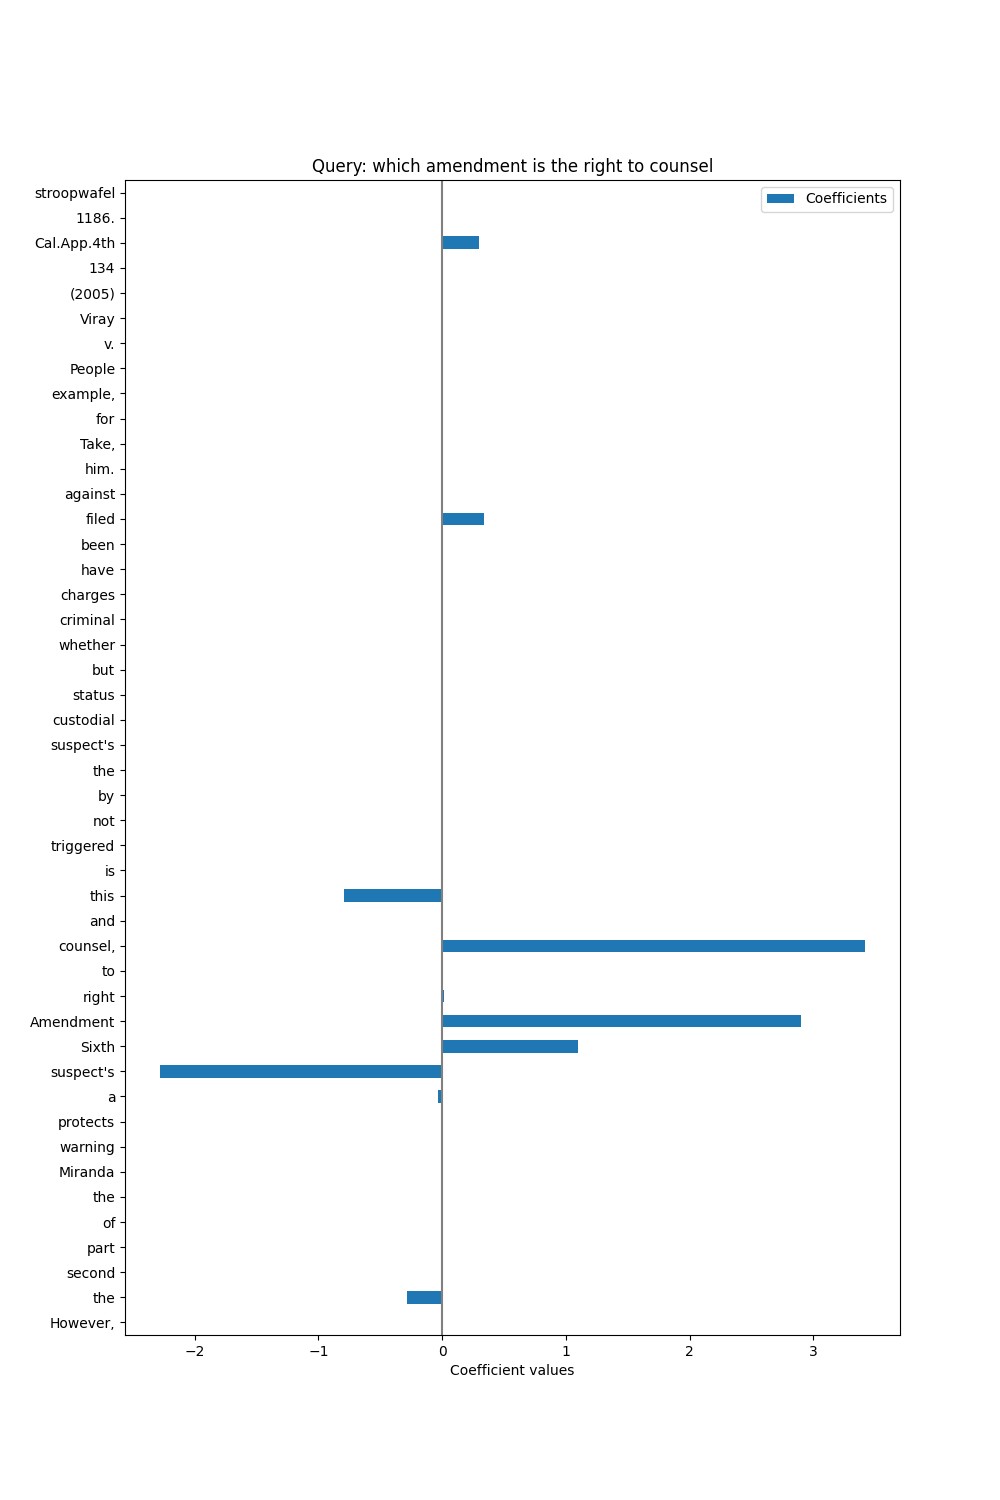 Query: which amendment is the right to counsel
Coefficients
stroopwafel
1186.
Cal.App.4th
134
(2005)
Viray
v.
People
example,
for
Take,
him.
against
filed
been
have
charges
criminal
whether
but
status
custodial
suspect's
the
by
not
triggered
is
this
and
counsel,
to
right
Amendment
Sixth
suspect's
a
protects
warning
Miranda
the
of
part
second
the
However,
−2 −1 0 1 2 3
Coefficient values